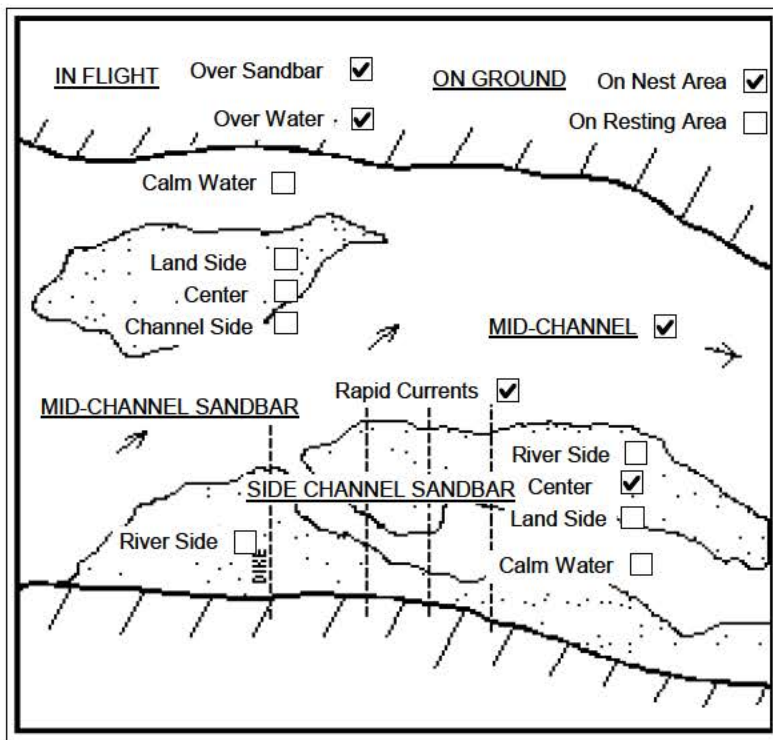 IN FLIGHT Over Sandbar ON GROUND On Nest Area
Over Water On Resting Area
Calm Water
Land Side
Center
Channel Side
MID-CHANNEL
Rapid Currents
MID-CHANNEL SANDBAR
River Side
SIDE CHANNEL SANDBAR Center
Land Side
River Side
DIKE
Calm Water